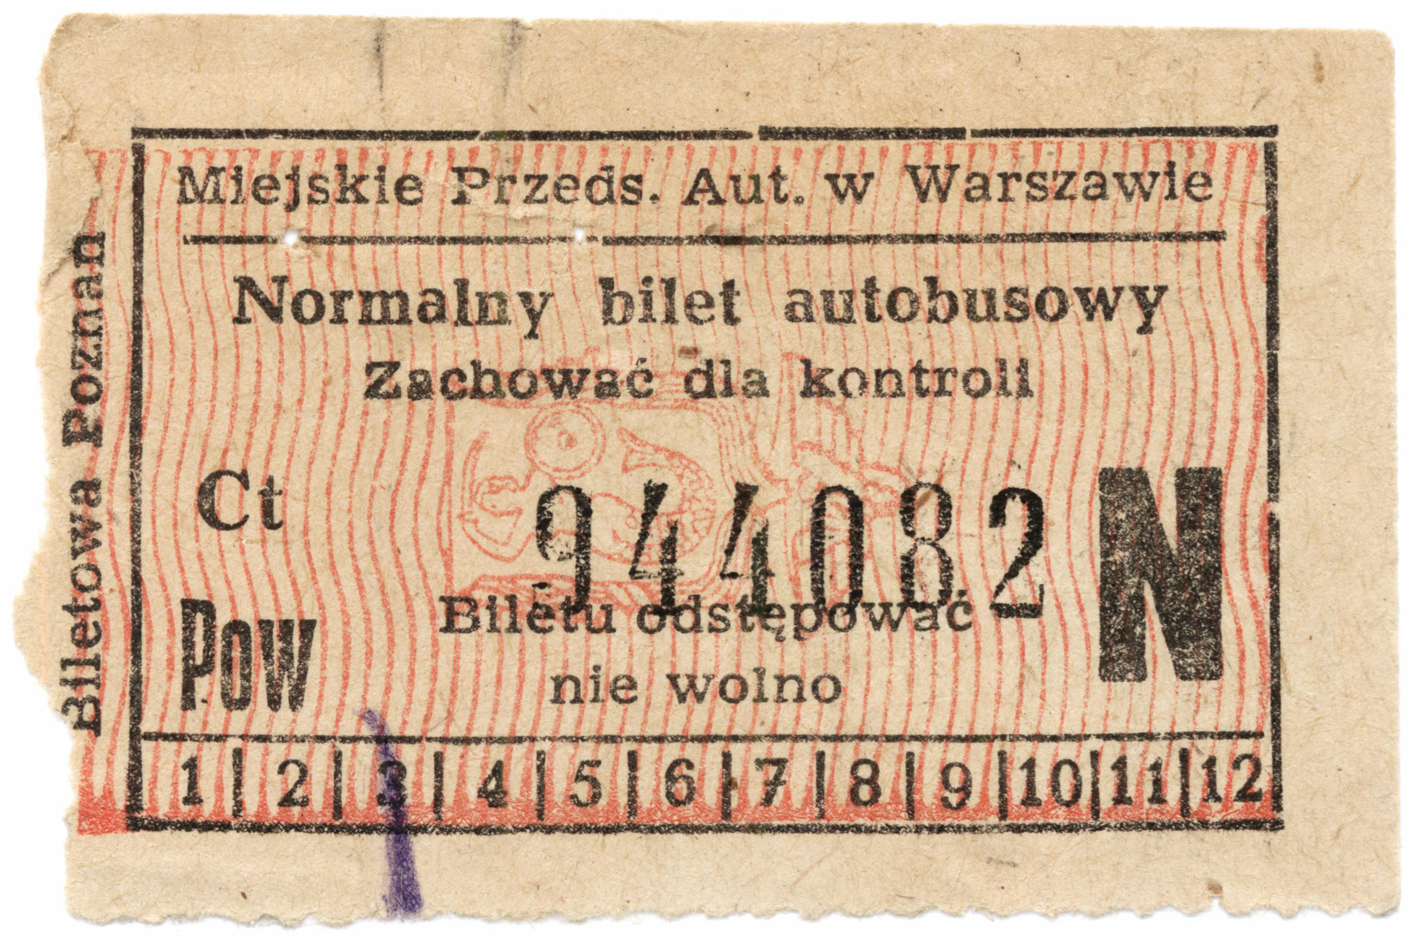 Miejskie Przeds. Aut. w Warszawie
Normalny bilet autobusowy
Zachować dla kontroli
Ct
944082
N
Pow
Biletu odstępować
nie wolno
1 | 2 | 3 | 4 | 5 | 6 | 7 | 8 | 9 | 10 | 11 | 12
Biletowa Poznań